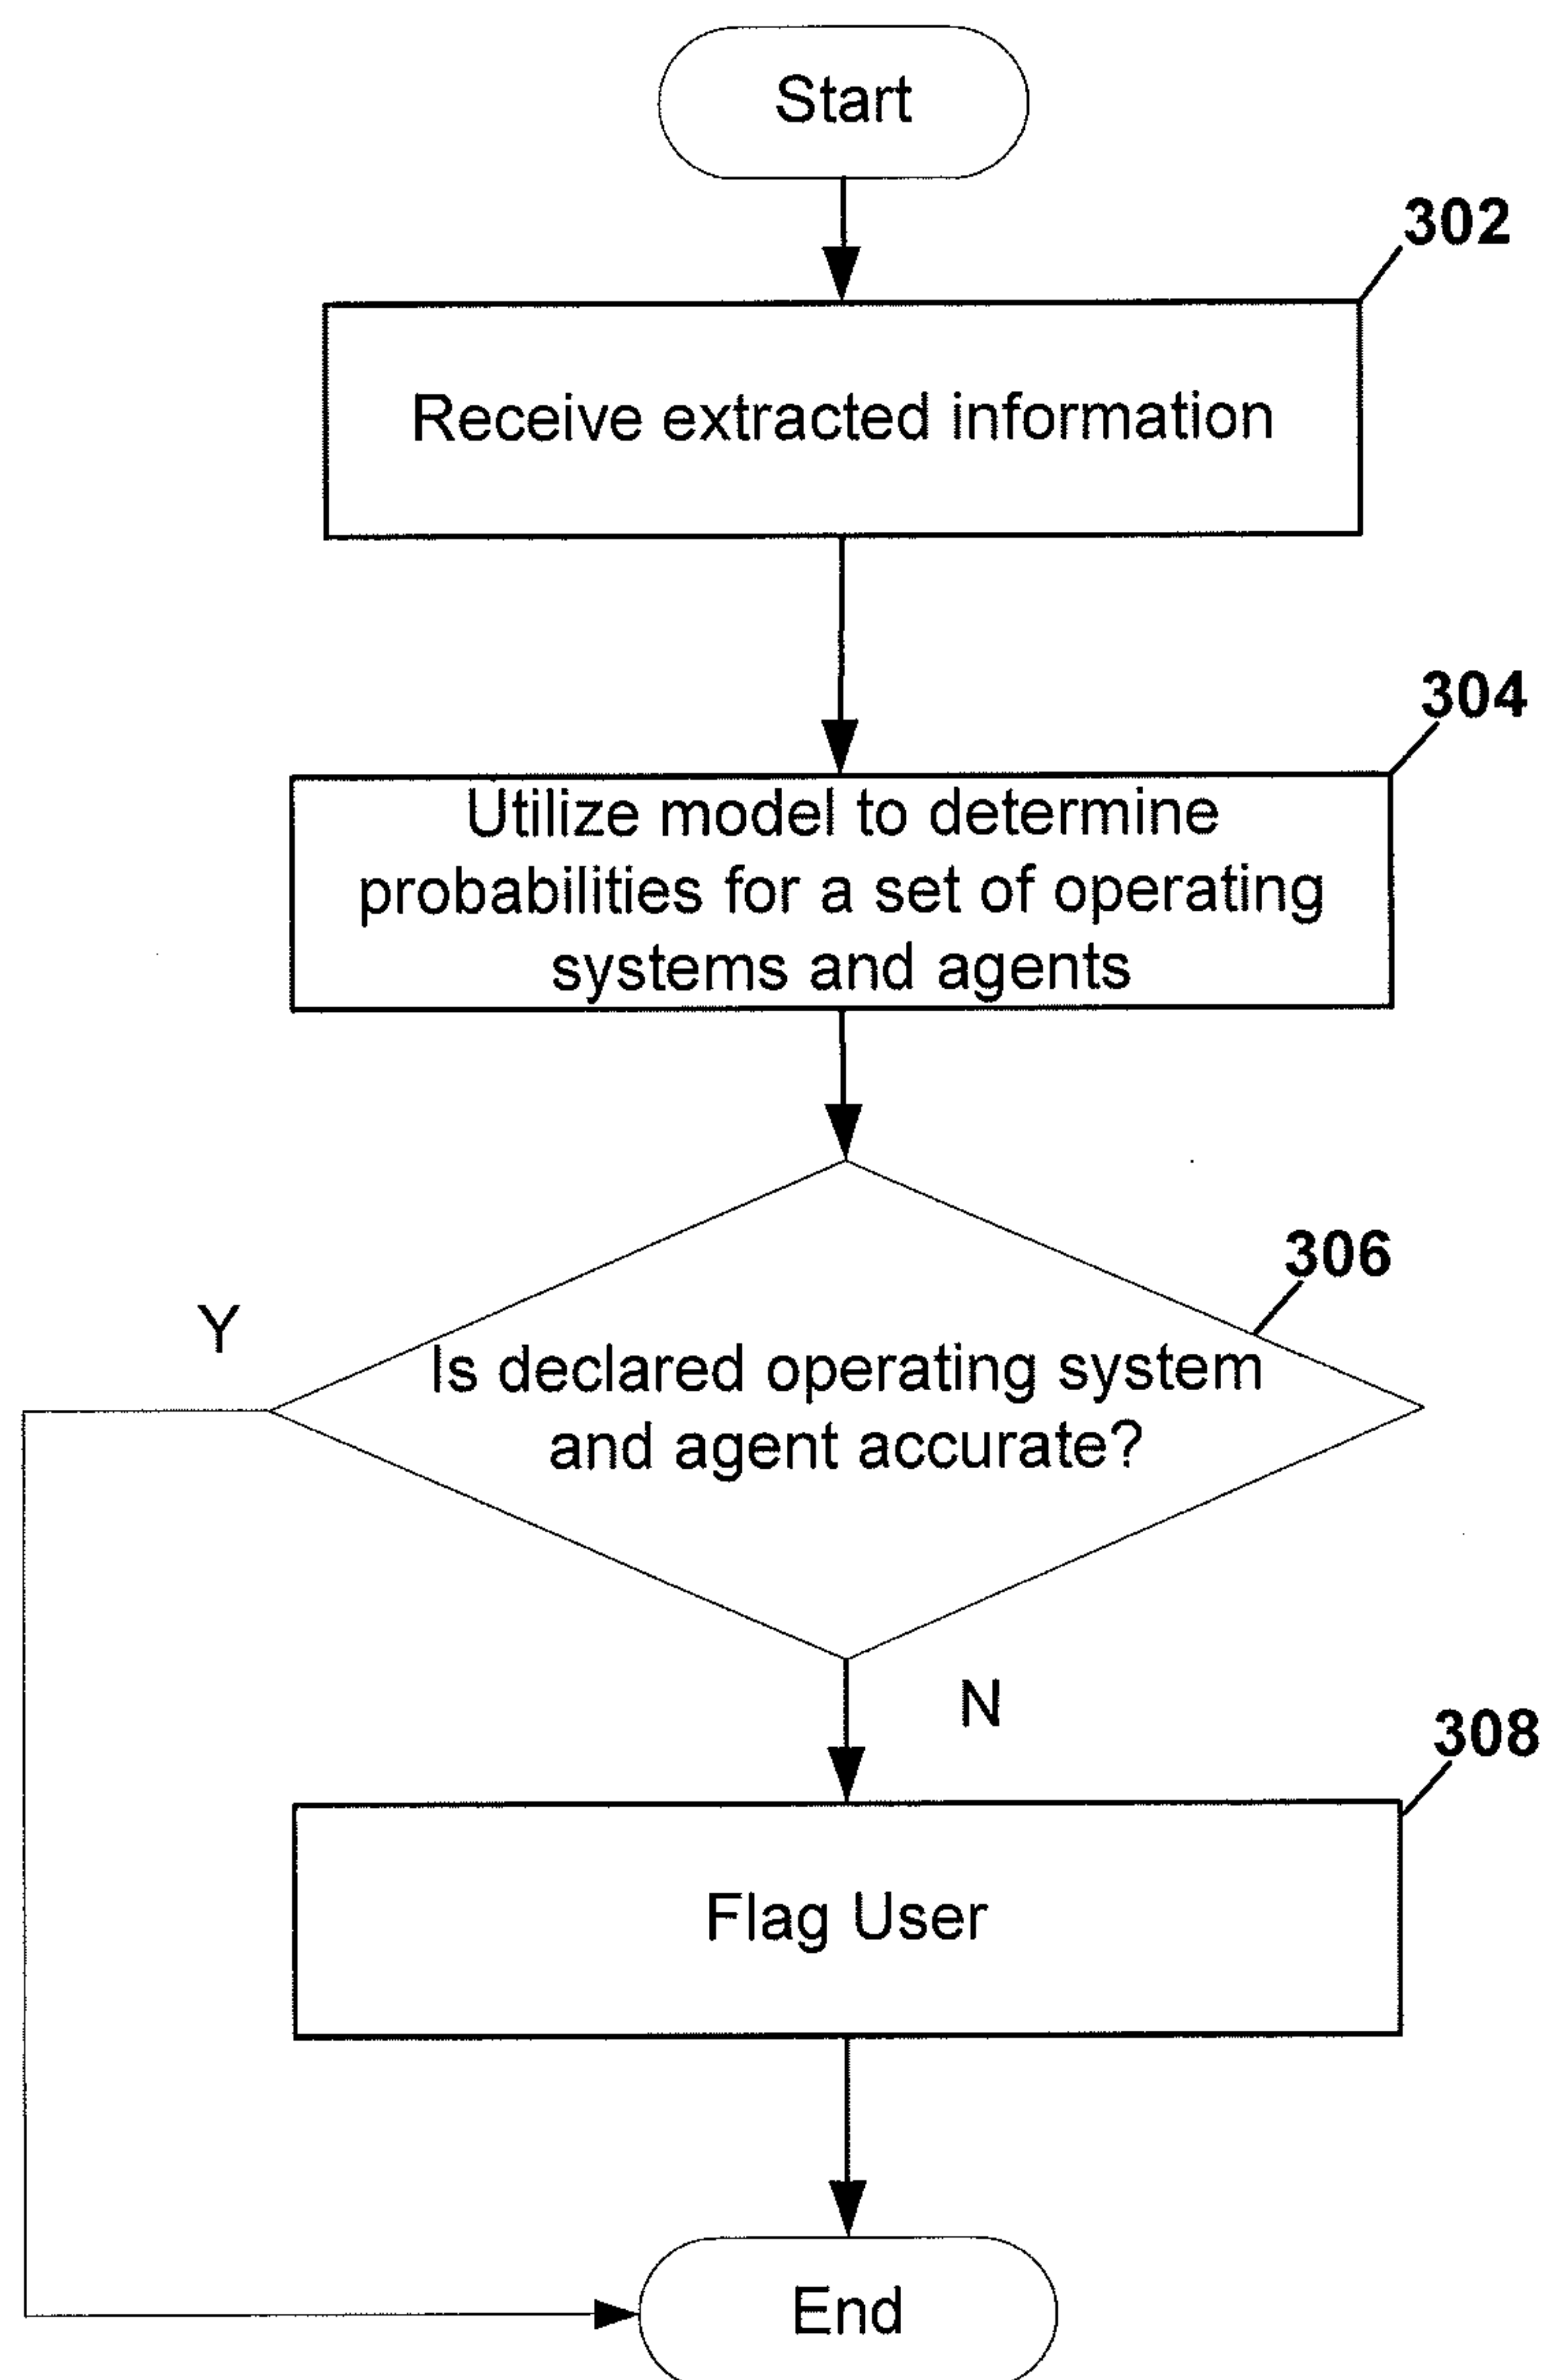 Start
302
Receive extracted information
304
Utilize model to determine
probabilities for a set of operating
systems and agents
306
Y
Is declared operating system
and agent accurate?
N
308
Flag User
End